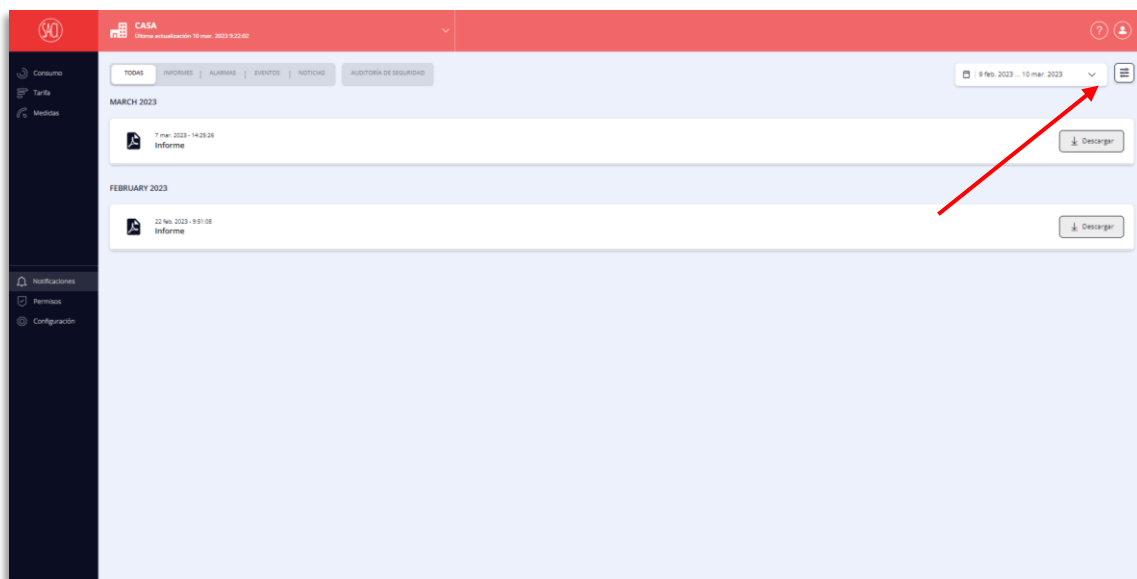 SACI
CASA
Última actualización 10 mar. 2023 9:22:02
?
Consumo
Tarifa
Medidas
TODAS
INFORMES | ALARMAS | EVENTOS | NOTICIAS
AUDITORÍA DE SEGURIDAD
9 feb. 2023 ... 10 mar. 2023
MARCH 2023
7 mar. 2023 - 14:28:26
Informe
Descargar
FEBRUARY 2023
22 feb. 2023 - 9:51:08
Informe
Descargar
Notificaciones
Permisos
Configuración